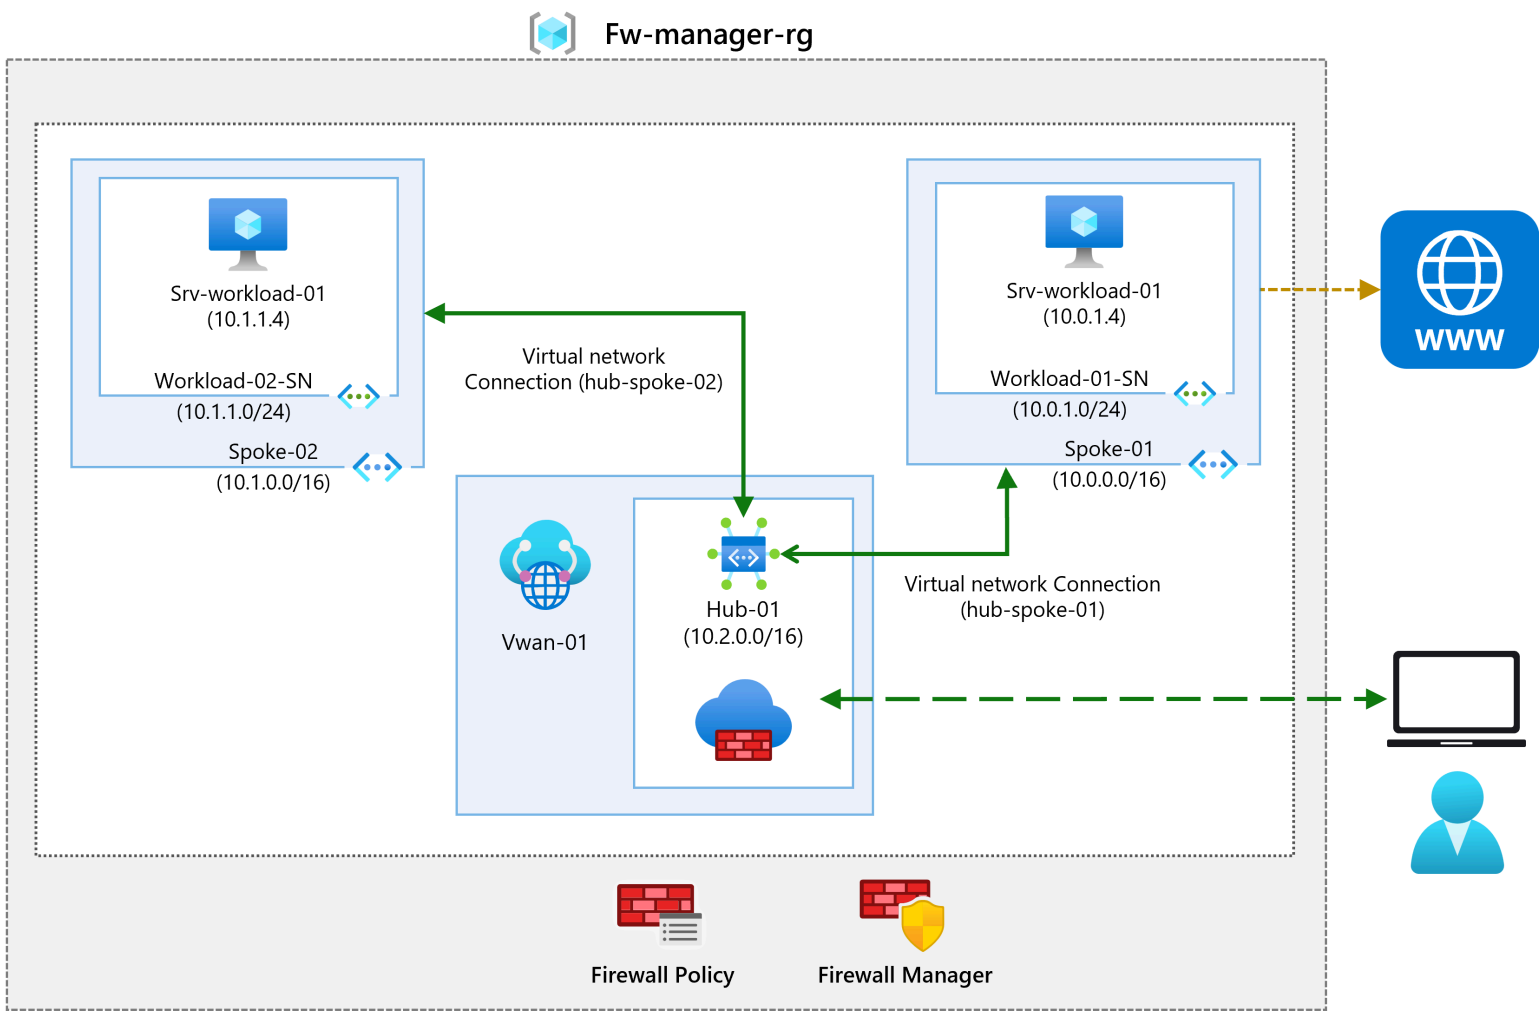 Fw-manager-rg
Srv-workload-01
(10.1.1.4)
Workload-02-SN
(10.1.1.0/24)
Spoke-02
(10.1.0.0/16)
Virtual network
Connection (hub-spoke-02)
Srv-workload-01
(10.0.1.4)
Workload-01-SN
(10.0.1.0/24)
Spoke-01
(10.0.0.0/16)
www
Vwan-01
Hub-01
(10.2.0.0/16)
Virtual network Connection
(hub-spoke-01)
Firewall Policy
Firewall Manager